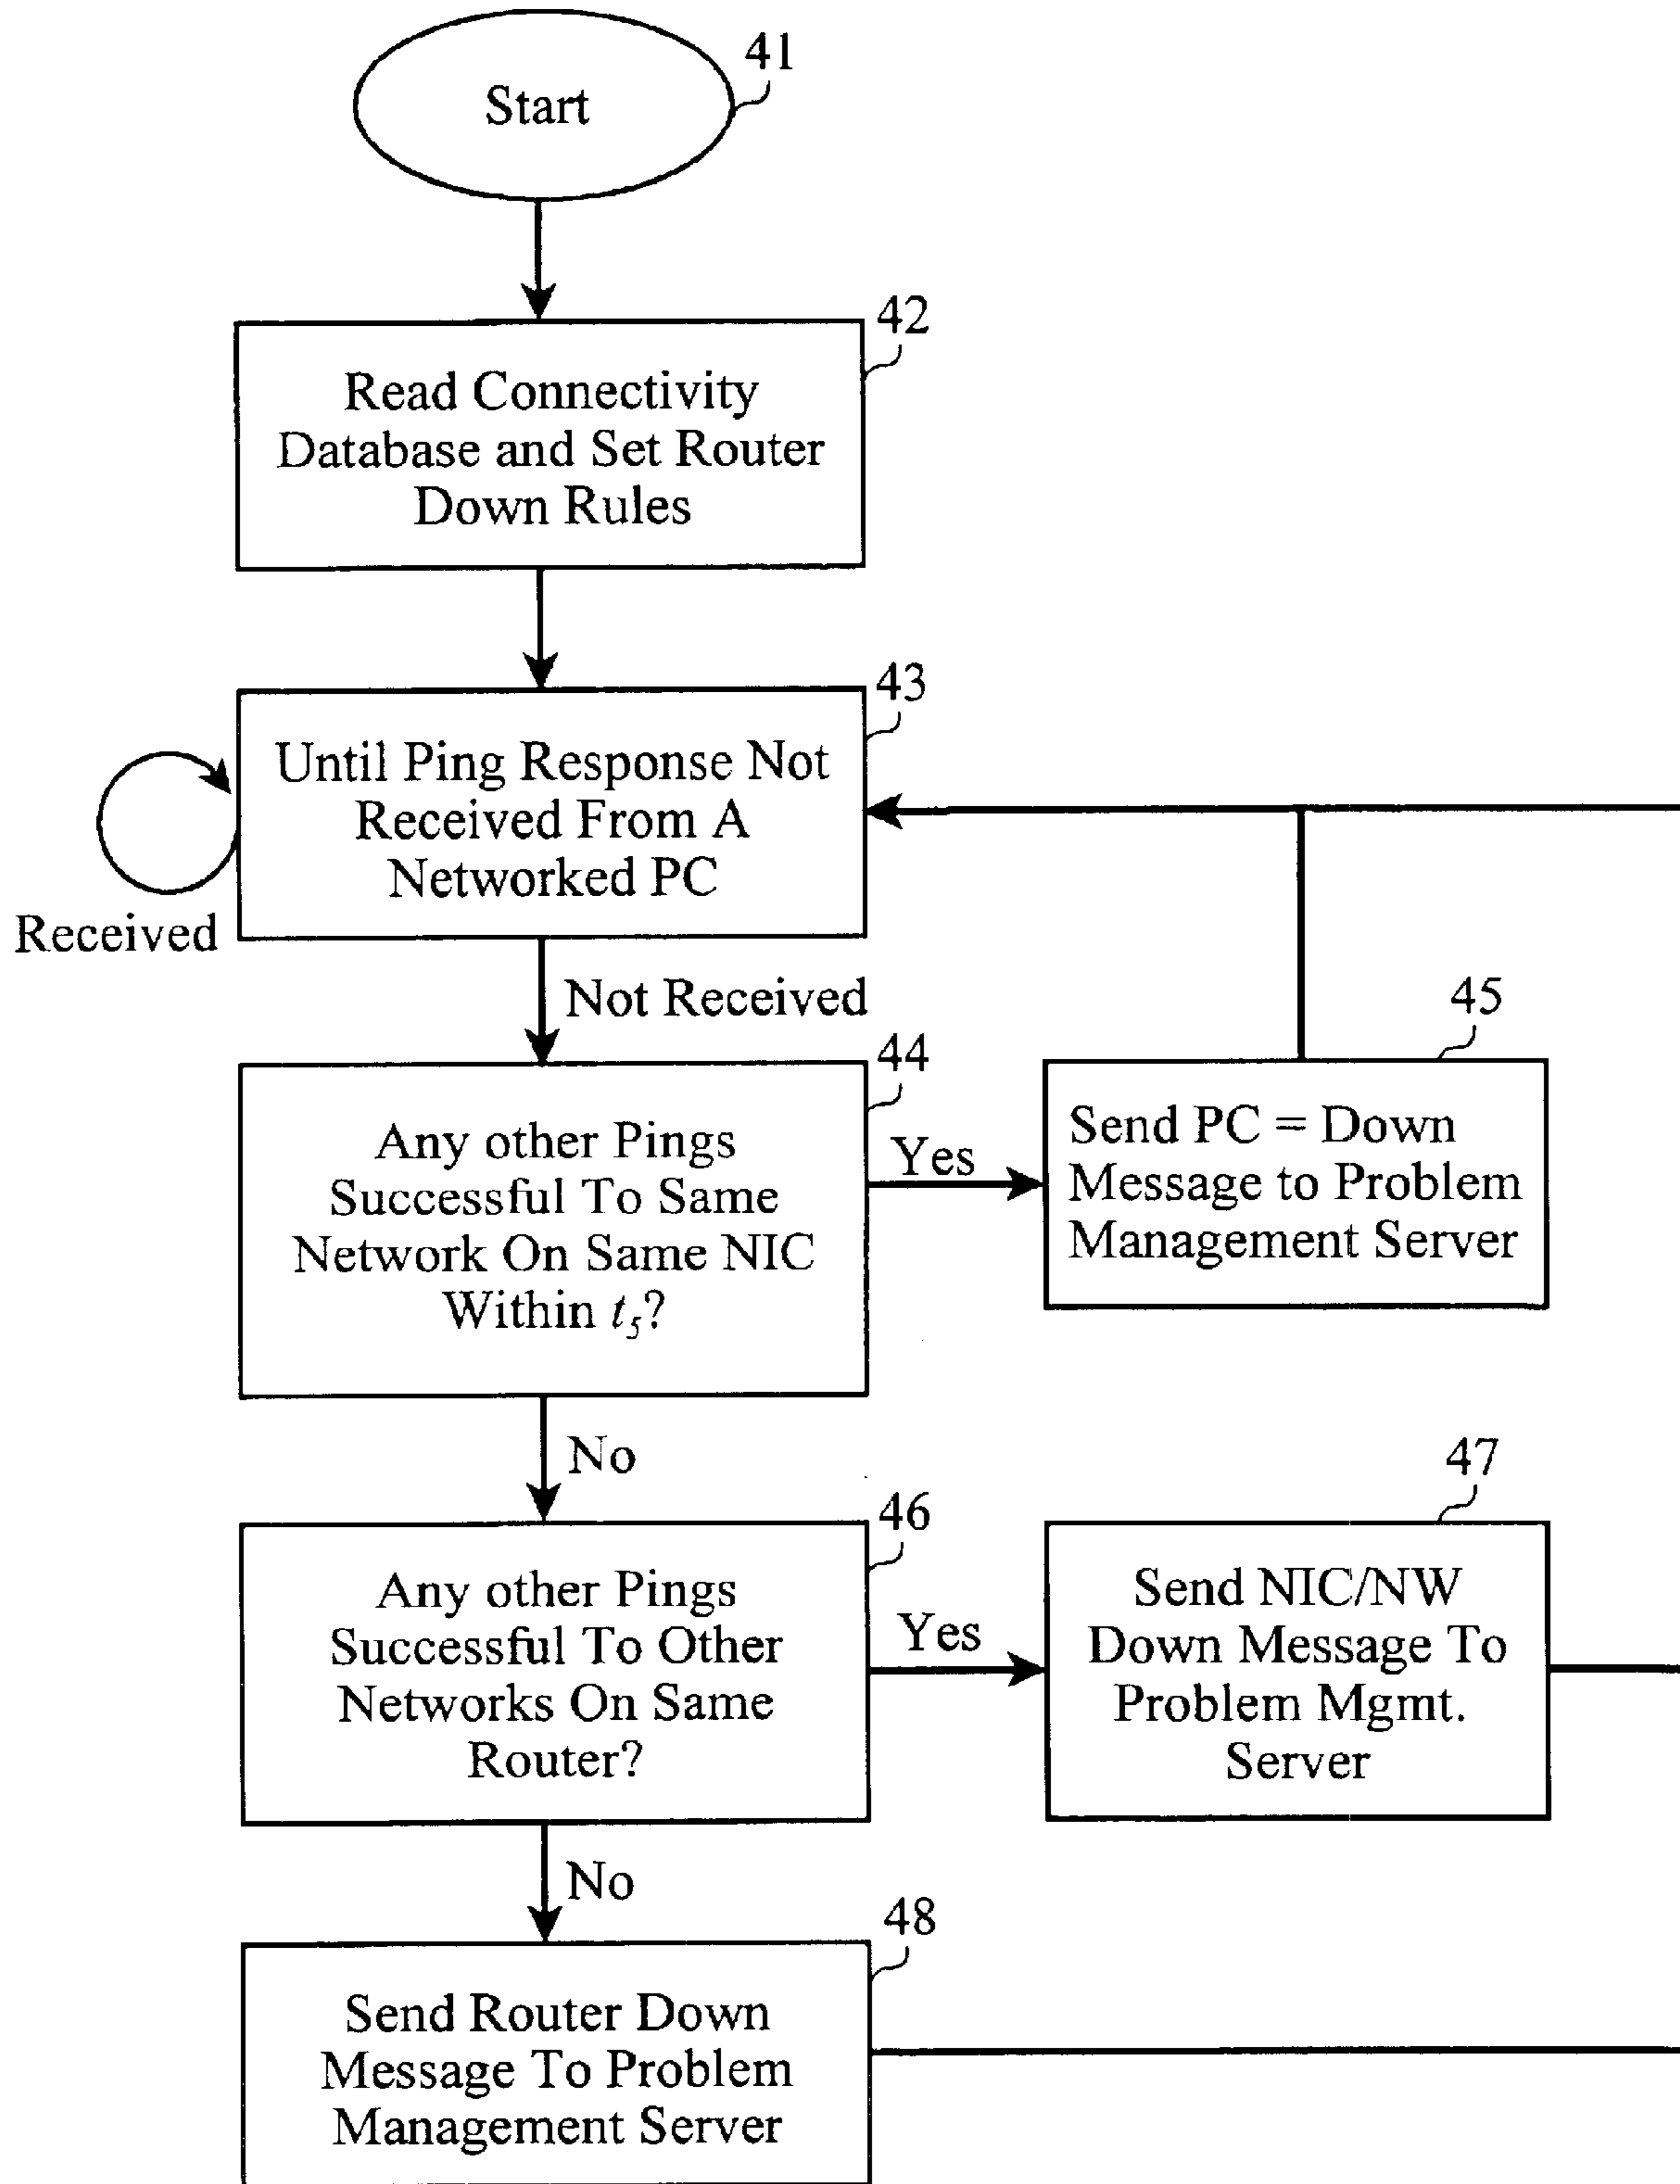 Start
41
Read Connectivity
Database and Set Router
Down Rules
42
Until Ping Response Not
Received From A
Networked PC
43
Received
Not Received
Any other Pings
Successful To Same
Network On Same NIC
Within t5?
44
Yes
Send PC = Down
Message to Problem
Management Server
45
No
Any other Pings
Successful To Other
Networks On Same
Router?
46
Yes
Send NIC/NW
Down Message To
Problem Mgmt.
Server
47
No
Send Router Down
Message To Problem
Management Server
48